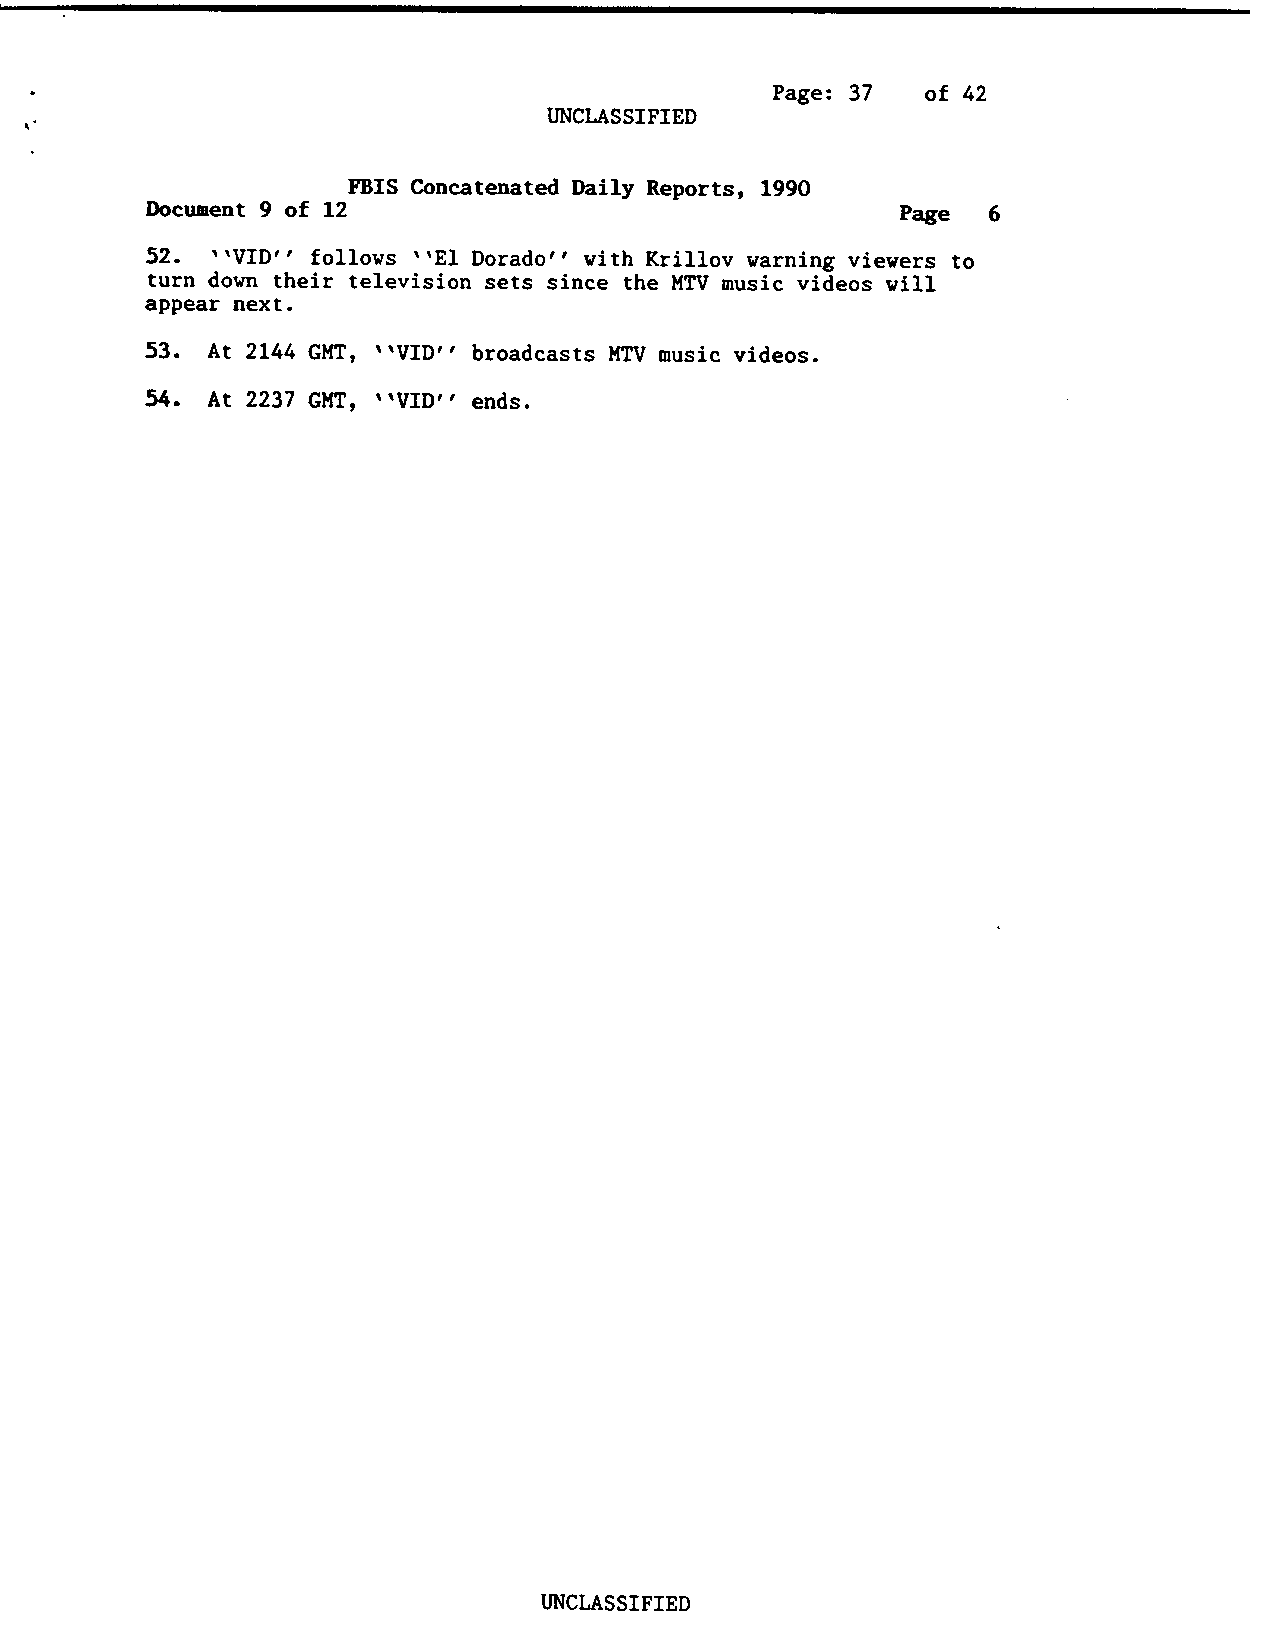 Page: 37 of 42
UNCLASSIFIED
FBIS Concatenated Daily Reports, 1990
Document 9 of 12 Page 6
52. ``VID'' follows ``El Dorado'' with Krillov warning viewers to
turn down their television sets since the MTV music videos will
appear next.
53. At 2144 GMT, ``VID'' broadcasts MTV music videos.
54. At 2237 GMT, ``VID'' ends.
UNCLASSIFIED